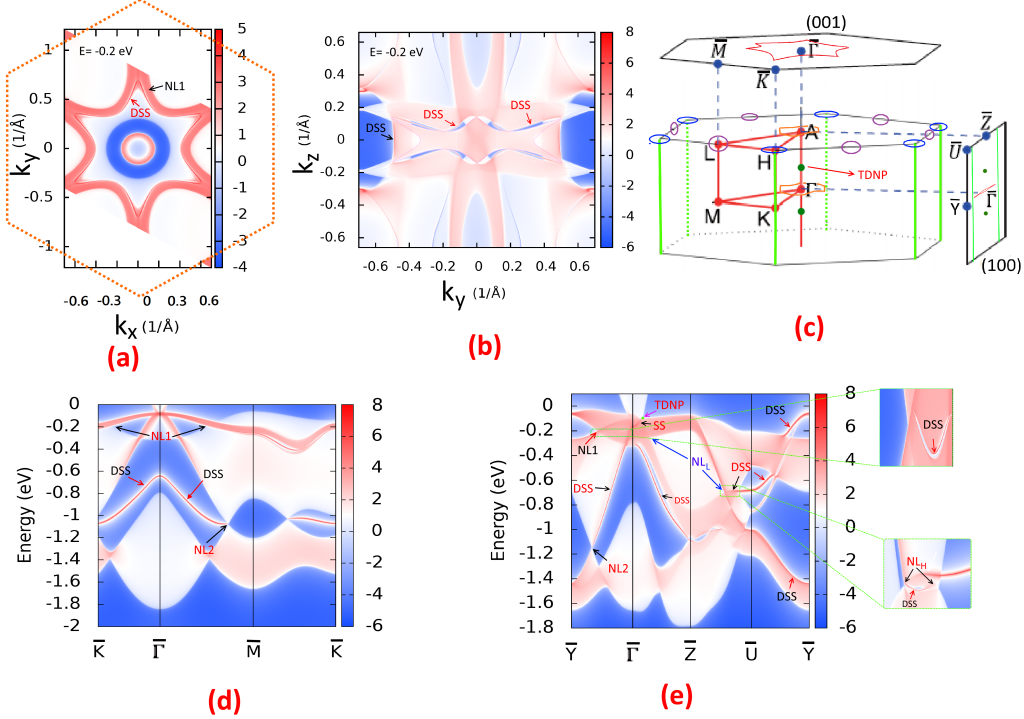 E= -0.2 eV
NL1
DSS
k_y (1/Å)
1
0.5
0
-0.5
-1
-0.6 -0.3 0 0.3 0.6
k_x (1/Å)
5
4
3
2
1
0
-1
-2
-3
-4
(a)
E= -0.2 eV
DSS
DSS
DSS
k_z (1/Å)
0.6
0.4
0.2
0
-0.2
-0.4
-0.6
-0.6 -0.4 -0.2 0 0.2 0.4 0.6
k_y (1/Å)
8
6
4
2
0
-2
-4
-6
(b)
(001)
M̅
Γ̅
K̅
A
L
H
TDNP
Γ
M
K
Z̅
U̅
Y̅
Γ̅
(100)
(c)
Energy (eV)
-0
-0.2
-0.4
-0.6
-0.8
-1
-1.2
-1.4
-1.6
-1.8
-2
NL1
DSS
DSS
NL2
K̅ Γ̅ M̅ K̅
8
6
4
2
0
-2
-4
-6
(d)
Energy (eV)
0
-0.2
-0.4
-0.6
-0.8
-1
-1.2
-1.4
-1.6
-1.8
TDNP
SS
DSS
NL1
NL_L
DSS
DSS
DSS
NL2
DSS
Y̅ Γ̅ Z̅ U̅ Y̅
8
6
4
2
0
-2
-4
-6
DSS
NL_H
DSS
(e)